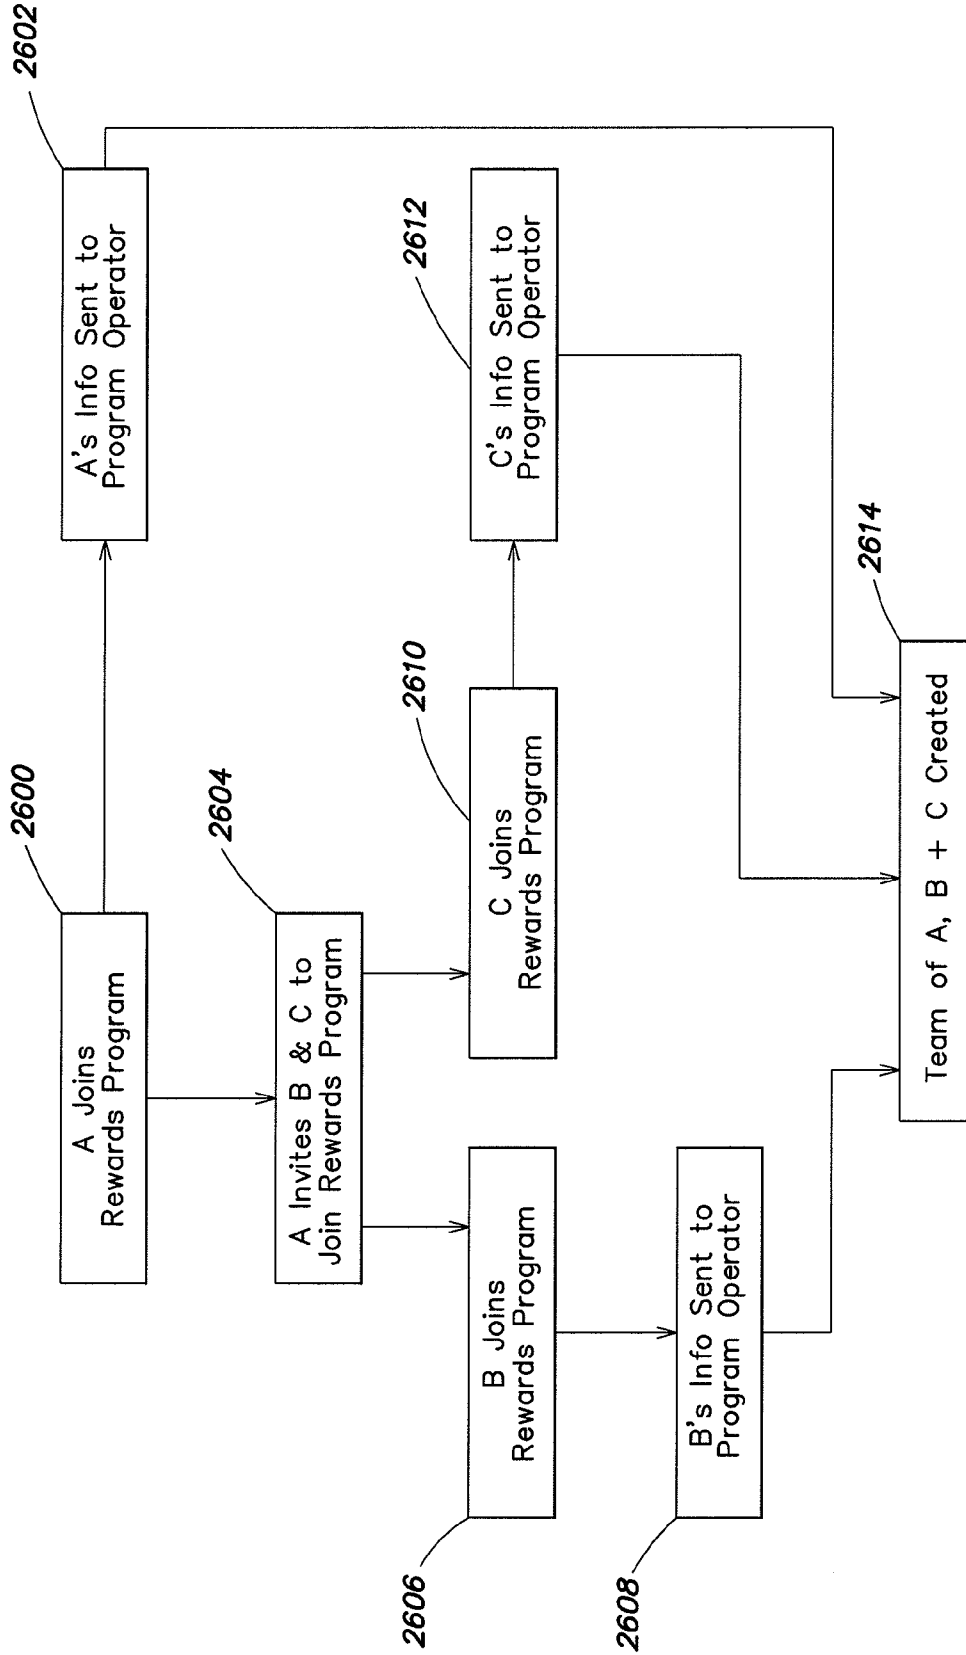 2600
A Joins
Rewards Program
2602
A's Info Sent to
Program Operator
2604
A Invites B & C to
Join Rewards Program
2606
B Joins
Rewards Program
2610
C Joins
Rewards Program
2612
C's Info Sent to
Program Operator
2608
B's Info Sent to
Program Operator
2614
Team of A, B + C Created